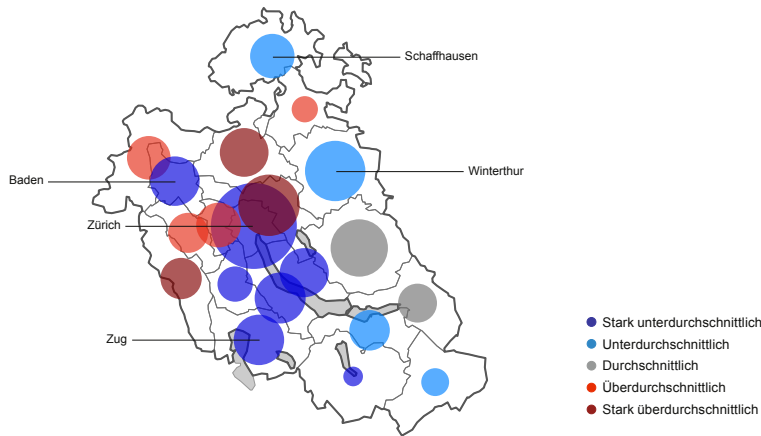 Schaffhausen
Winterthur
Baden
Zürich
Zug
Stark unterdurchschnittlich
Unterdurchschnittlich
Durchschnittlich
Überdurchschnittlich
Stark überdurchschnittlich